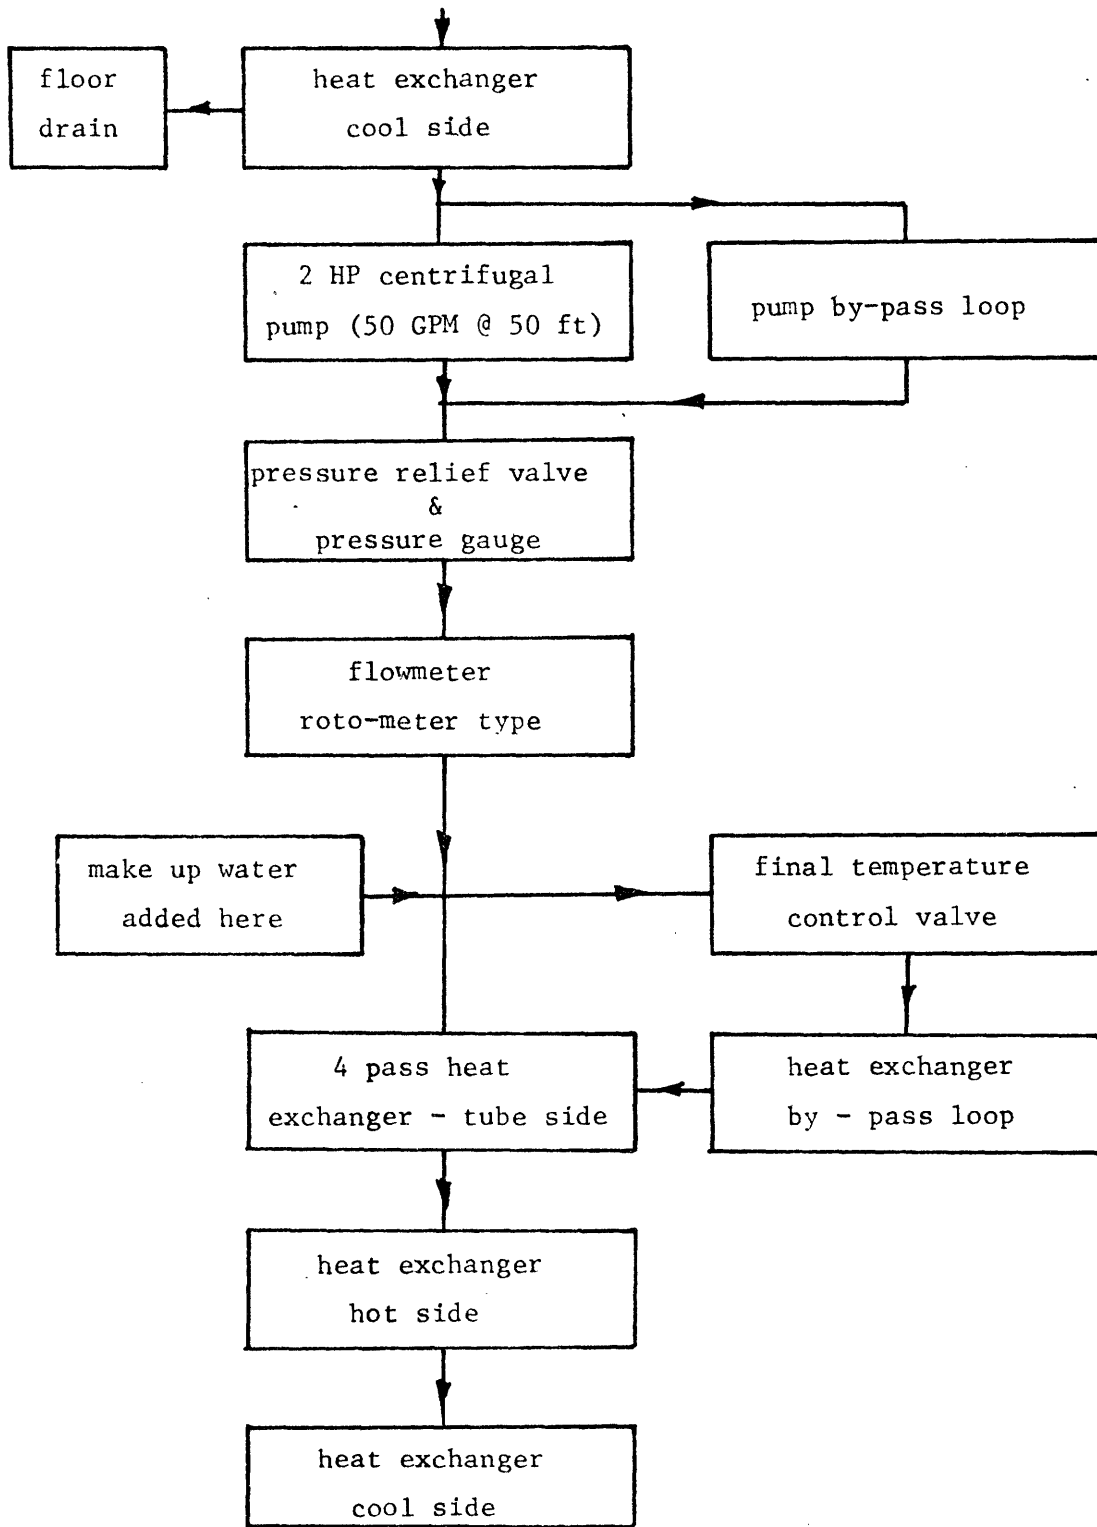 floor
drain
heat exchanger
cool side
2 HP centrifugal
pump (50 GPM @ 50 ft)
pump by-pass loop
pressure relief valve
&
pressure gauge
flowmeter
roto-meter type
make up water
added here
final temperature
control valve
4 pass heat
exchanger - tube side
heat exchanger
by - pass loop
heat exchanger
hot side
heat exchanger
cool side